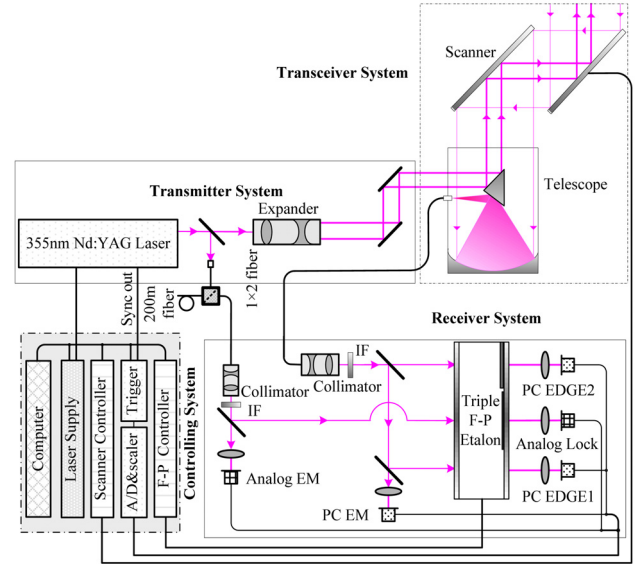 Scanner
Transceiver System
Transmitter System
Telescope
Expander
355nm Nd:YAG Laser
Sync out
200m
fiber
1×2 fiber
Receiver System
IF
Collimator
Collimator
IF
Triple
F-P
Etalon
PC EDGE2
Analog Lock
PC EDGE1
Analog EM
PC EM
Computer
Laser Supply
Scanner Controller
Trigger
A/D&scaler
F-P Controller
Controlling System